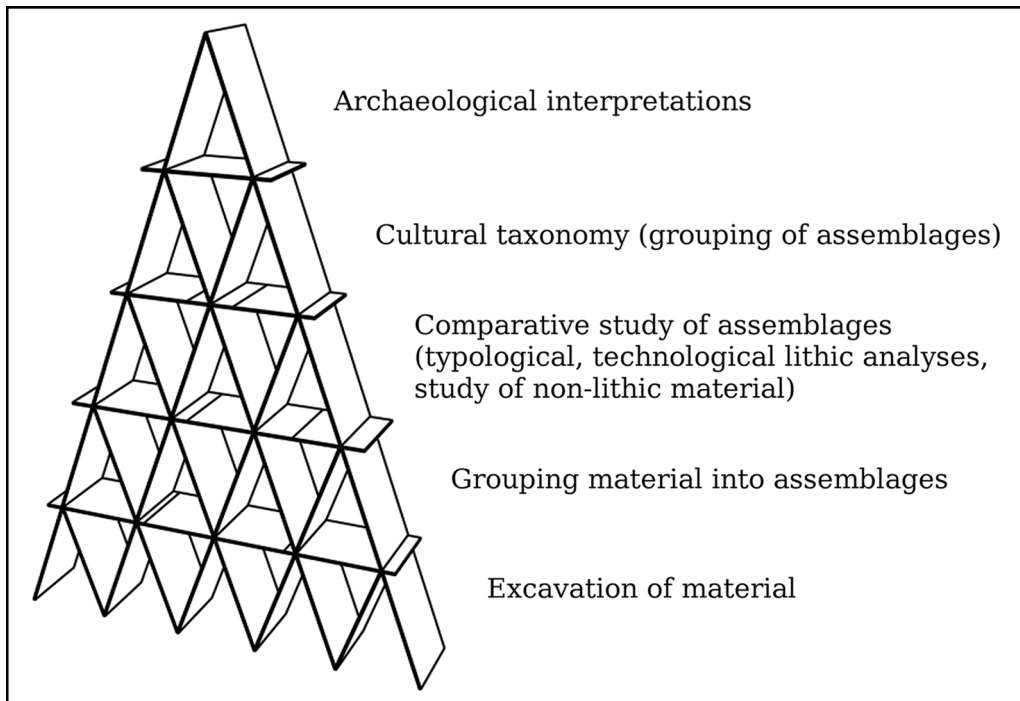 Archaeological interpretations
Cultural taxonomy (grouping of assemblages)
Comparative study of assemblages
(typological, technological lithic analyses,
study of non-lithic material)
Grouping material into assemblages
Excavation of material